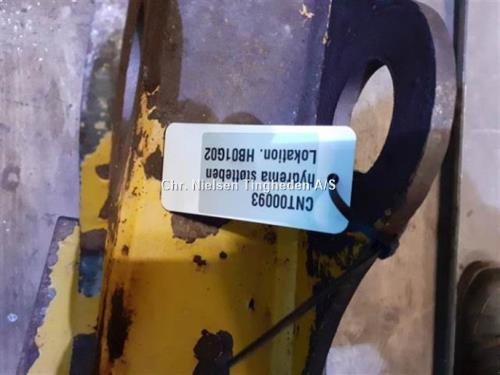 CNT00093
hydrema støtteben
Lokation. HB01G02
Chr. Nielsen Tingheden A/S